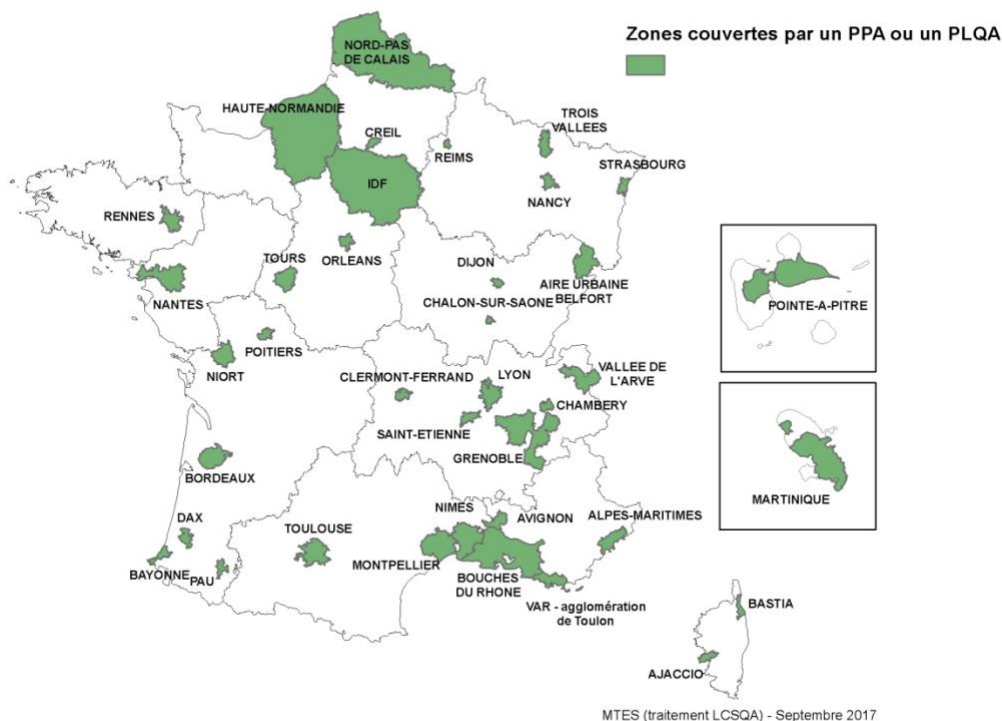 Zones couvertes par un PPA ou un PLQA
NORD-PAS
DE CALAIS
HAUTE-NORMANDIE
CREIL
REIMS
TROIS
VALLEES
STRASBOURG
IDF
NANCY
RENNES
ORLEANS
TOURS
DIJON
AIRE URBAINE
BELFORT
CHALON-SUR-SAONE
NANTES
POINTE-A-PITRE
POITIERS
NIORT
CLERMONT-FERRAND
LYON
VALLEE DE
L'ARVE
CHAMBERY
SAINT-ETIENNE
GRENOBLE
BORDEAUX
MARTINIQUE
DAX
TOULOUSE
NIMES
AVIGNON
ALPES-MARITIMES
MONTPELLIER
BAYONNE
PAU
BOUCHES
DU RHONE
VAR - agglomération
de Toulon
BASTIA
AJACCIO
MTES (traitement LCSQA) - Septembre 2017